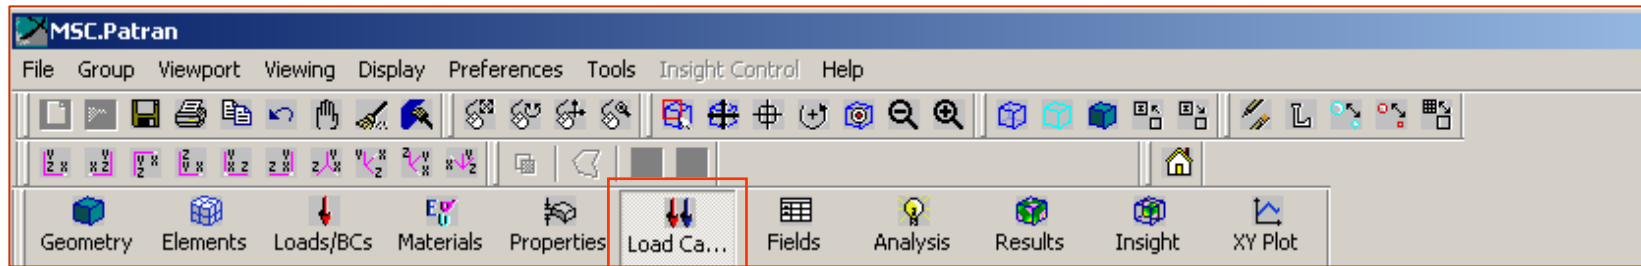 MSC.Patran
File Group Viewport Viewing Display Preferences Tools Insight Control Help
Geometry Elements Loads/BCs Materials Properties Load Ca... Fields Analysis Results Insight XY Plot